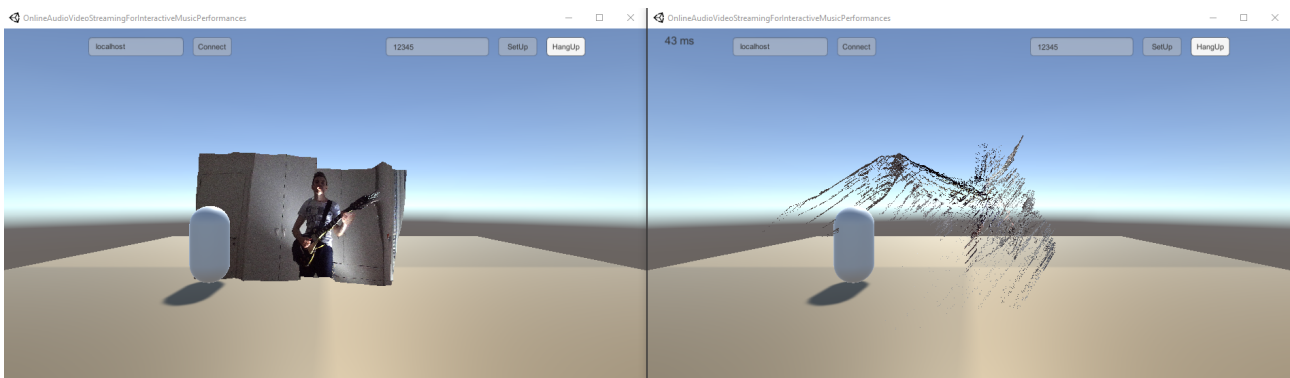 OnlineAudioVideoStreamingForInteractiveMusicPerformances
localhost
Connect
12345
SetUp
HangUp
OnlineAudioVideoStreamingForInteractiveMusicPerformances
43 ms
localhost
Connect
12345
SetUp
HangUp